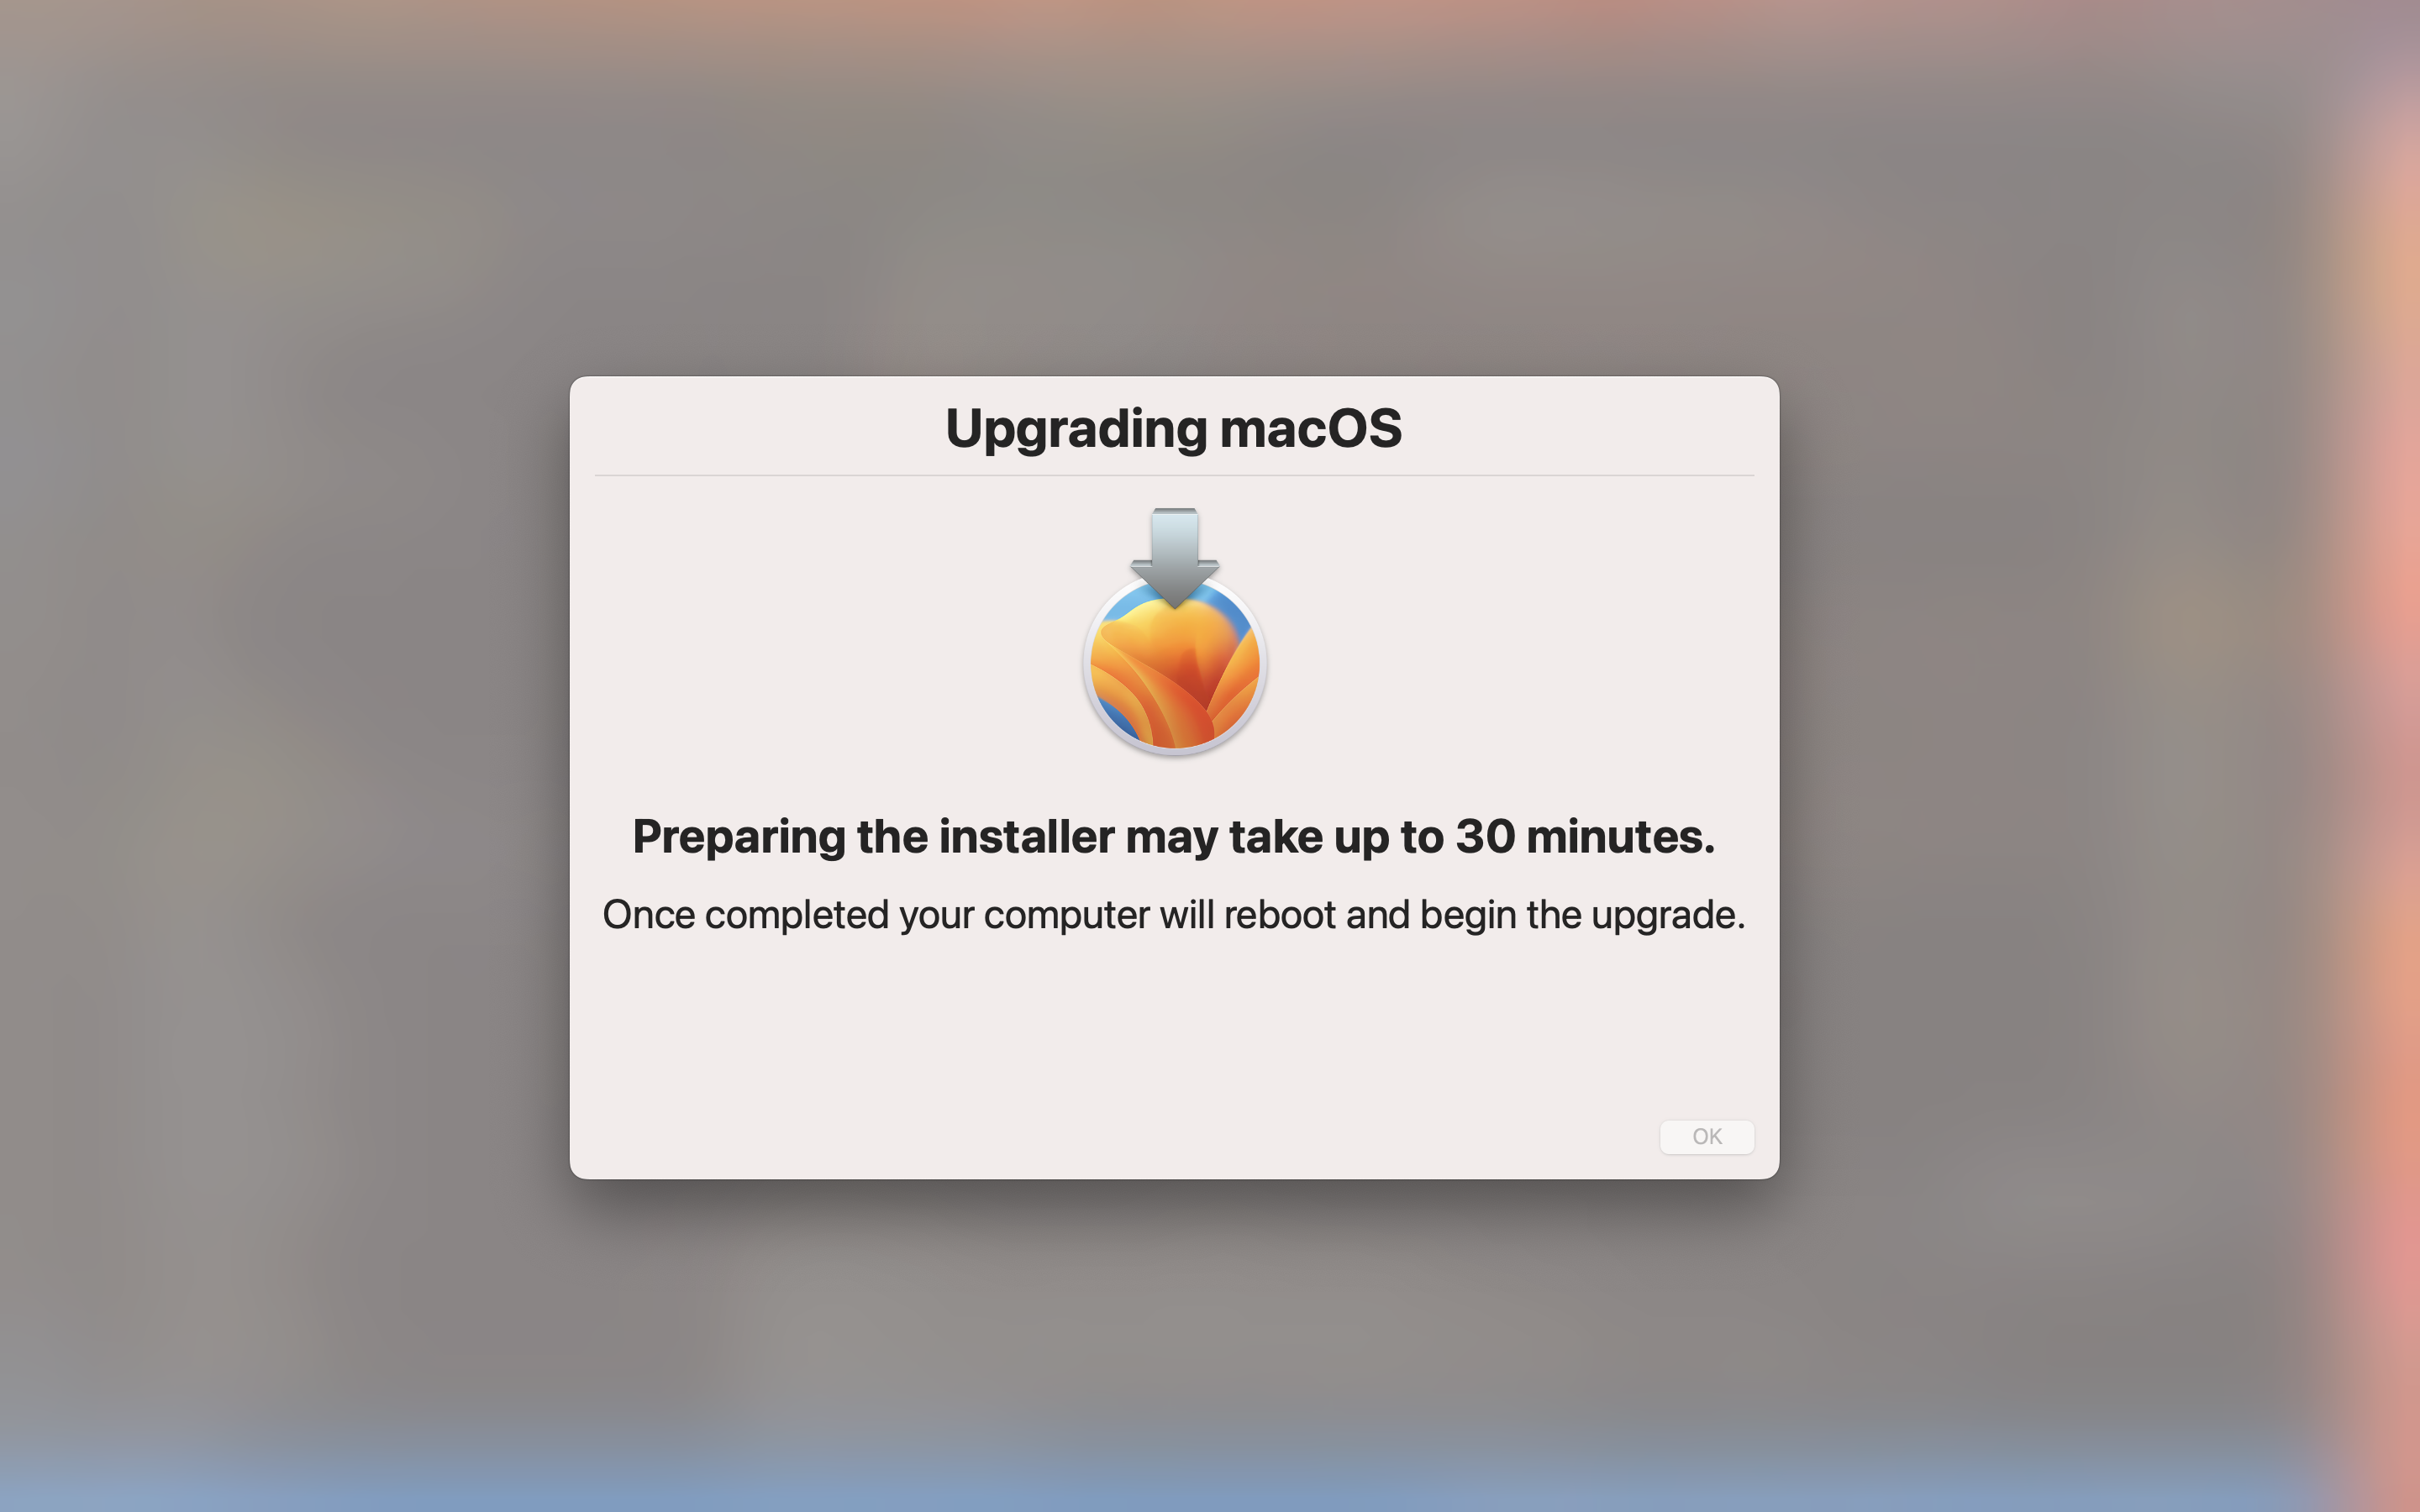 Upgrading macOS
Preparing the installer may take up to 30 minutes.
Once completed your computer will reboot and begin the upgrade.
OK